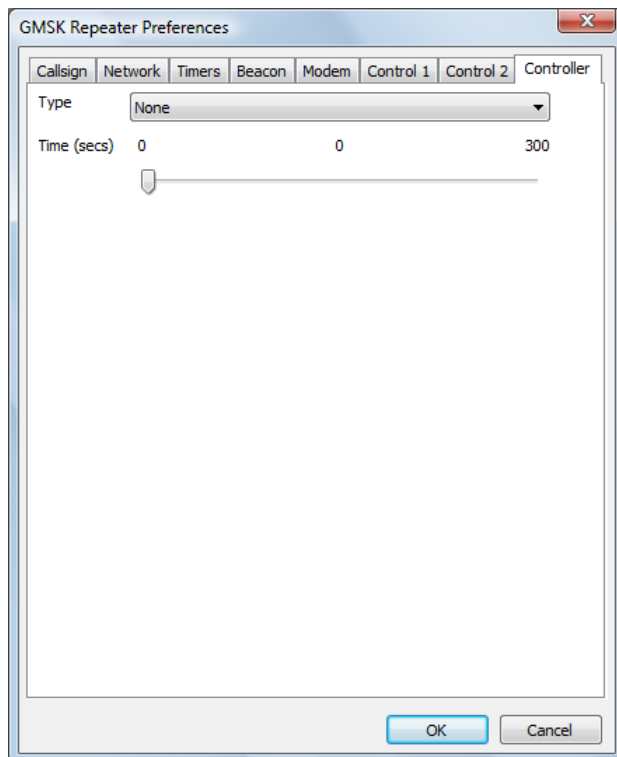 GMSK Repeater Preferences
Callsign Network Timers Beacon Modem Control 1 Control 2 Controller
Type None
Time (secs) 0 0 300
OK Cancel